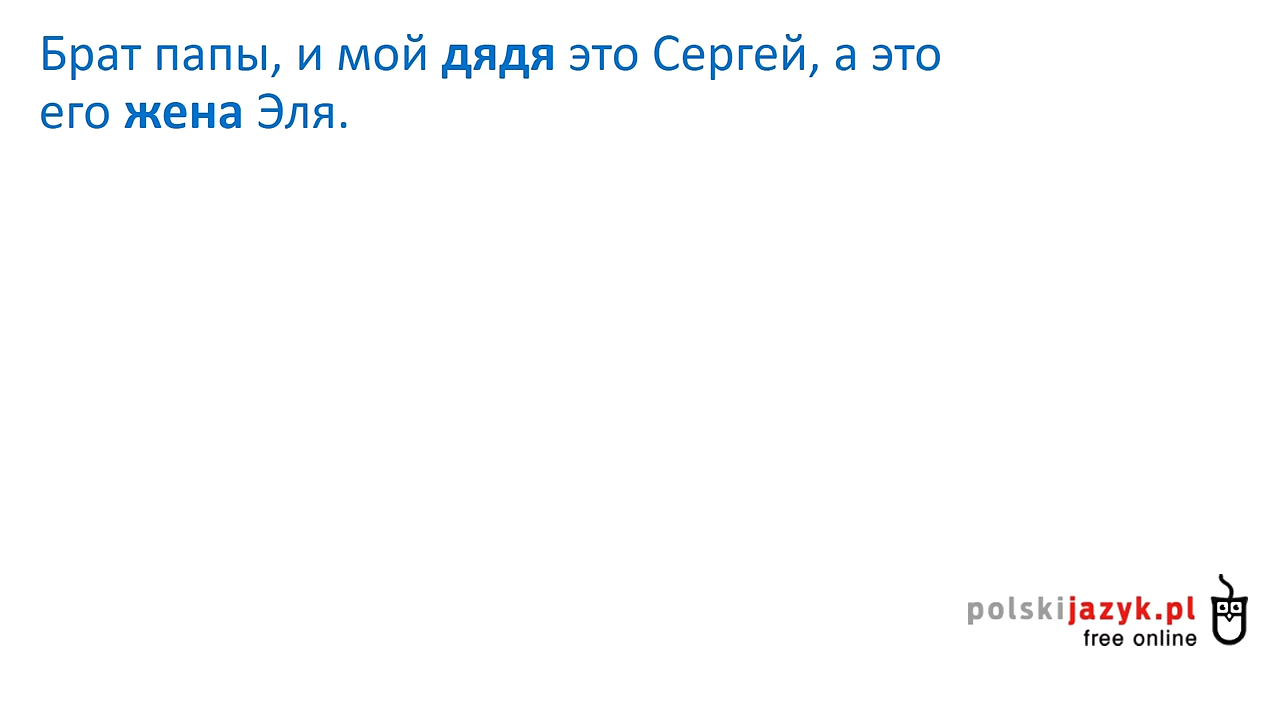 Брат папы, и мой дядя это Сергей, а это
его жена Эля.
polskijazyk.pl
free online